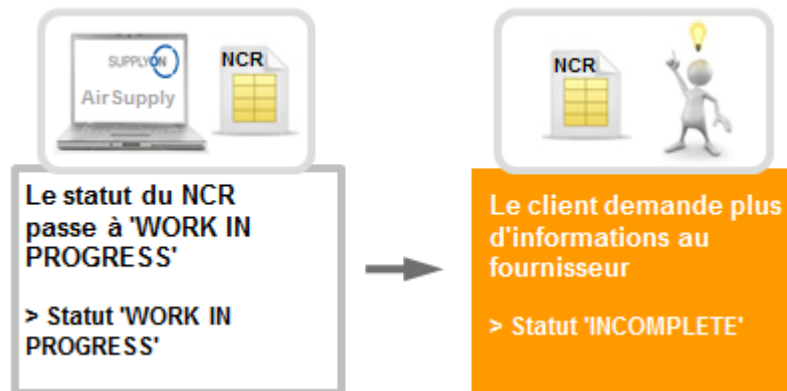 SUPPLYON
AirSupply
NCR
Le statut du NCR
passe à 'WORK IN
PROGRESS'
> Statut 'WORK IN
PROGRESS'
NCR
Le client demande plus
d'informations au
fournisseur
> Statut 'INCOMPLETE'